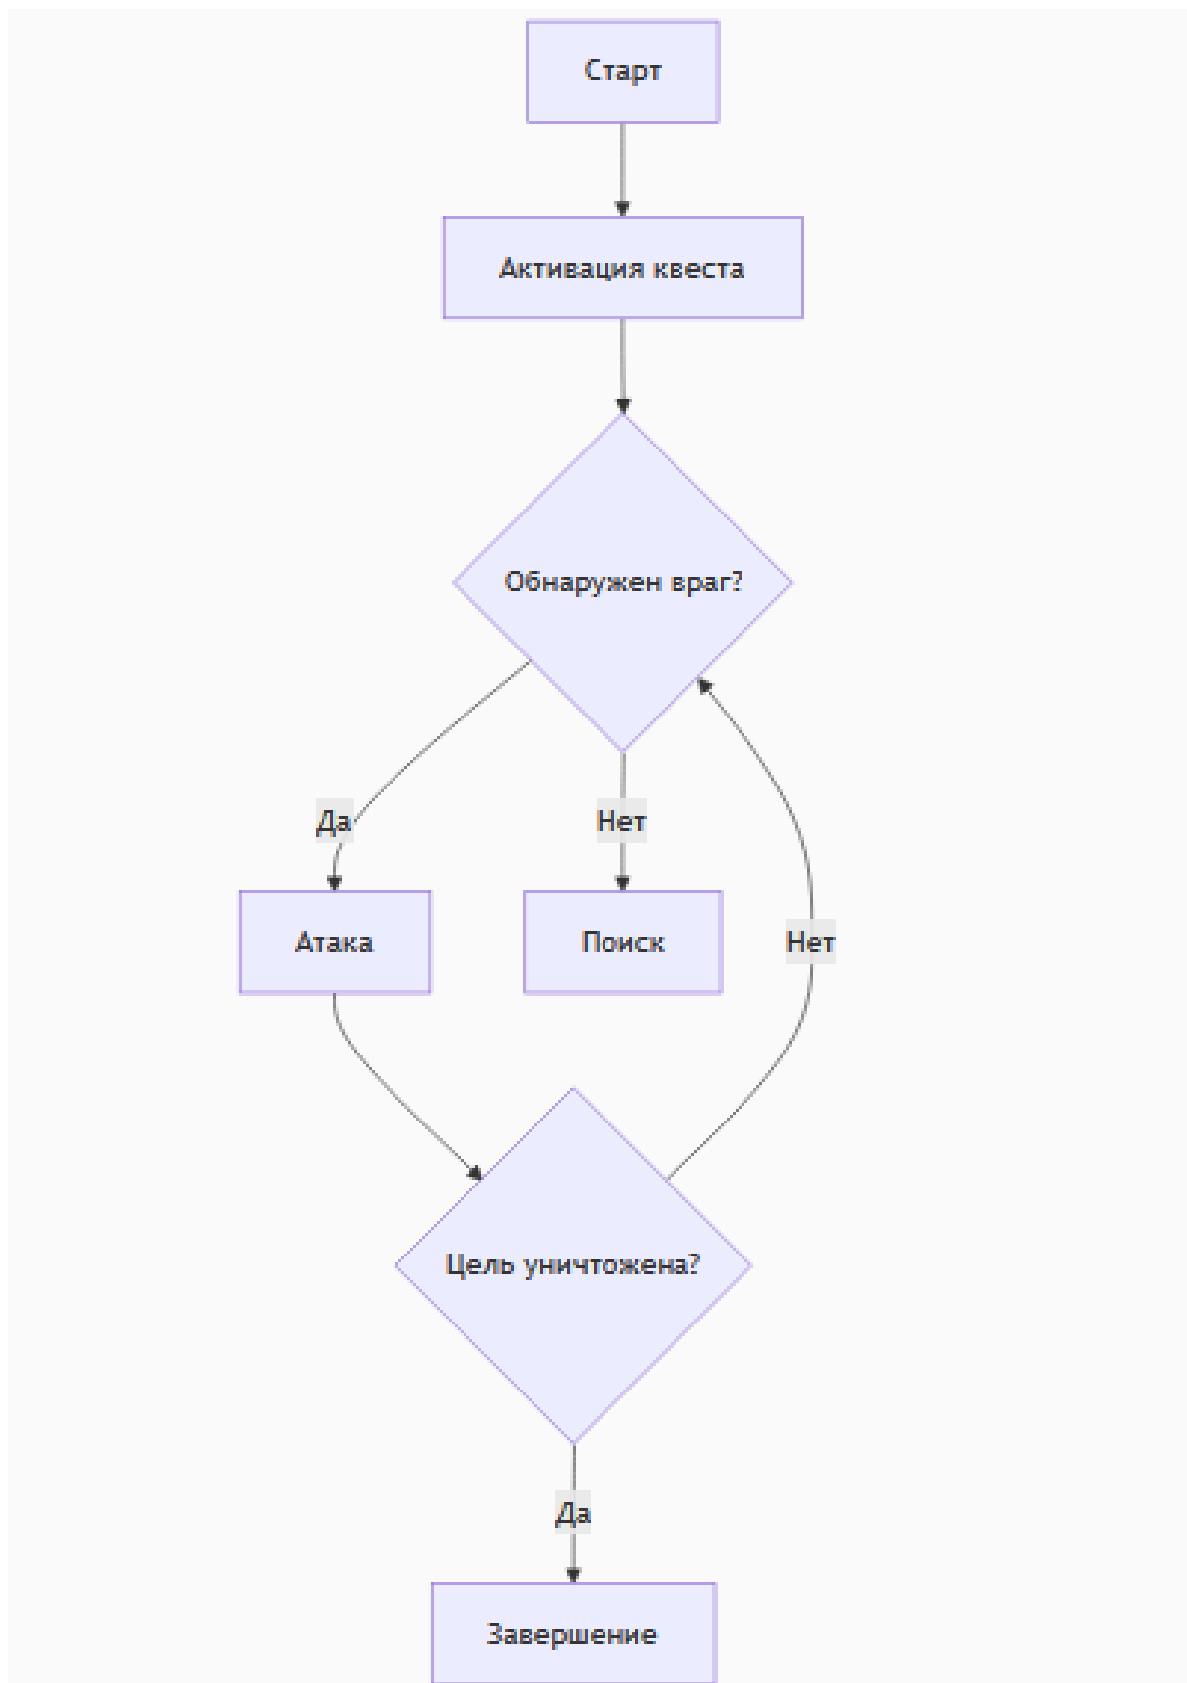 Старт
Активация квеста
Обнаружен враг?
Да
Нет
Атака
Поиск
Нет
Цель уничтожена?
Да
Завершение